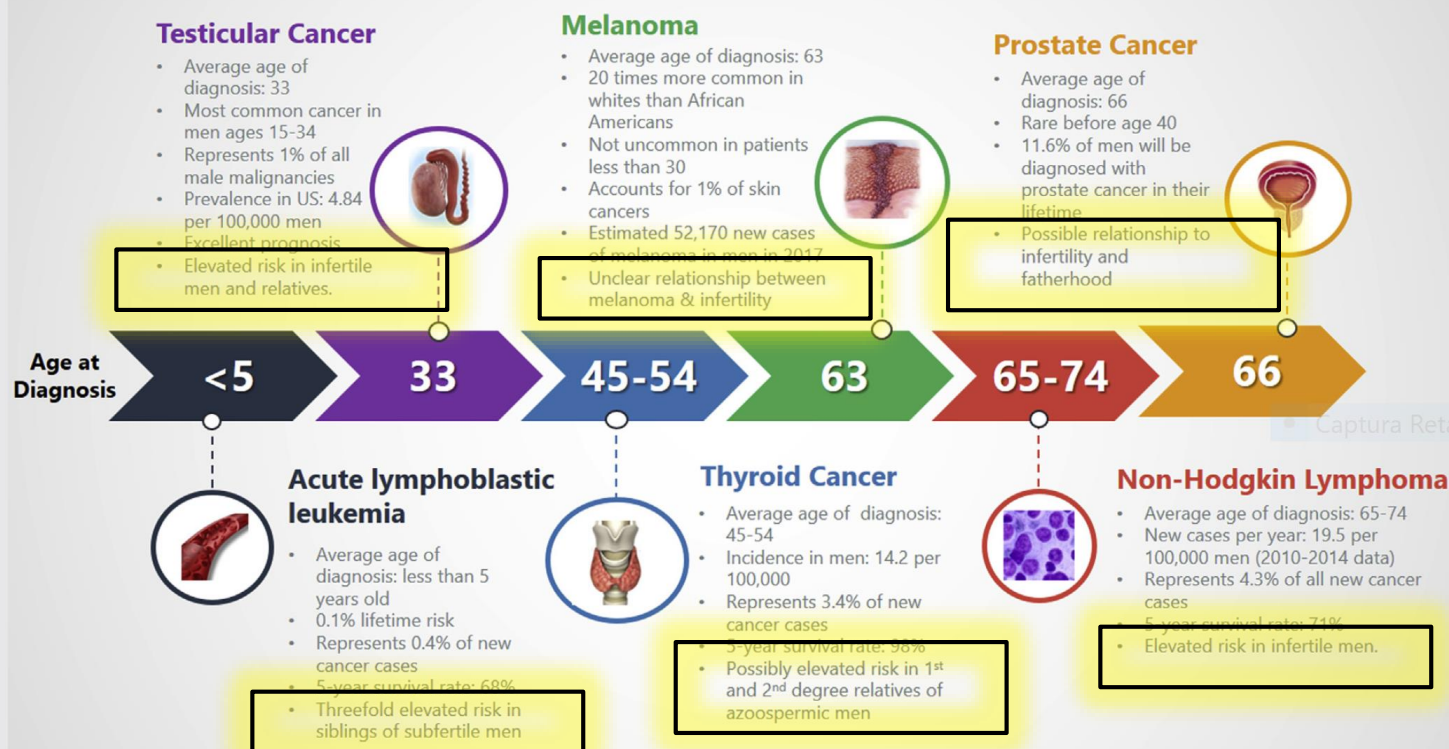 Testicular Cancer
• Average age of
diagnosis: 33
• Most common cancer in
men ages 15-34
• Represents 1% of all
male malignancies
• Prevalence in US: 4.84
per 100,000 men
• Excellent prognosis
• Elevated risk in infertile
men and relatives.
Melanoma
• Average age of diagnosis: 63
• 20 times more common in
whites than African
Americans
• Not uncommon in patients
less than 30
• Accounts for 1% of skin
cancers
• Estimated 52,170 new cases
of melanoma in men in 2017
• Unclear relationship between
melanoma & infertility
Prostate Cancer
• Average age of
diagnosis: 66
• Rare before age 40
• 11.6% of men will be
diagnosed with
prostate cancer in their
lifetime
• Possible relationship to
infertility and
fatherhood
Age at
Diagnosis
<5
33
45-54
63
65-74
66
• Captura Reta
Acute lymphoblastic
leukemia
• Average age of
diagnosis: less than 5
years old
• 0.1% lifetime risk
• Represents 0.4% of new
cancer cases
• 5-year survival rate: 68%
• Threefold elevated risk in
siblings of subfertile men
Thyroid Cancer
• Average age of diagnosis:
45-54
• Incidence in men: 14.2 per
100,000
• Represents 3.4% of new
cancer cases
• 5-year survival rate: 98%
• Possibly elevated risk in 1st
and 2nd degree relatives of
azoospermic men
Non-Hodgkin Lymphoma
• Average age of diagnosis: 65-74
• New cases per year: 19.5 per
100,000 men (2010-2014 data)
• Represents 4.3% of all new cancer
cases
• 5-year survival rate: 71%
• Elevated risk in infertile men.